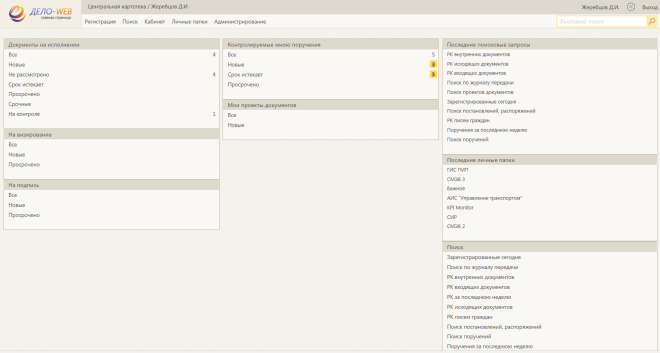 ДЕЛО-WEB
ГЛАВНАЯ СТРАНИЦА
Центральная картотека / Жеребцов Д.И.
Жеребцов Д.И.
Выход
Регистрация Поиск Кабинет Личные папки Администрирование
Быстрый поиск
Документы на исполнении
Все 4
Новые
Не рассмотрено 4
Срок истекает
Просрочено
Срочные
На контроле 1
На визирование
Все
Новые
Просрочено
На подпись
Все
Новые
Просрочено
Контролируемые мною поручения
Все 5
Новые 8
Срок истекает 8
Просрочено
Мои проекты документов
Все
Новые
Последние поисковые запросы
РК внутренних документов
РК исходящих документов
РК входящих документов
Поиск по журналу передачи
Поиск проектов документов
Зарегистрированные сегодня
Поиск постановлений, распоряжений
РК писем граждан
Поручения за последнюю неделю
Поиск поручений
Последние личные папки
ГИС ГМП
СМЭВ 3
Важное
АИС "Управление транспортом"
KPI Monitor
СИР
СМЭВ 2
Поиск
Зарегистрированные сегодня
Поиск по журналу передачи
РК внутренних документов
РК входящих документов
РК за последнюю неделю
РК исходящих документов
РК писем граждан
Поиск постановлений, распоряжений
Поиск поручений
Поручения за последнюю неделю